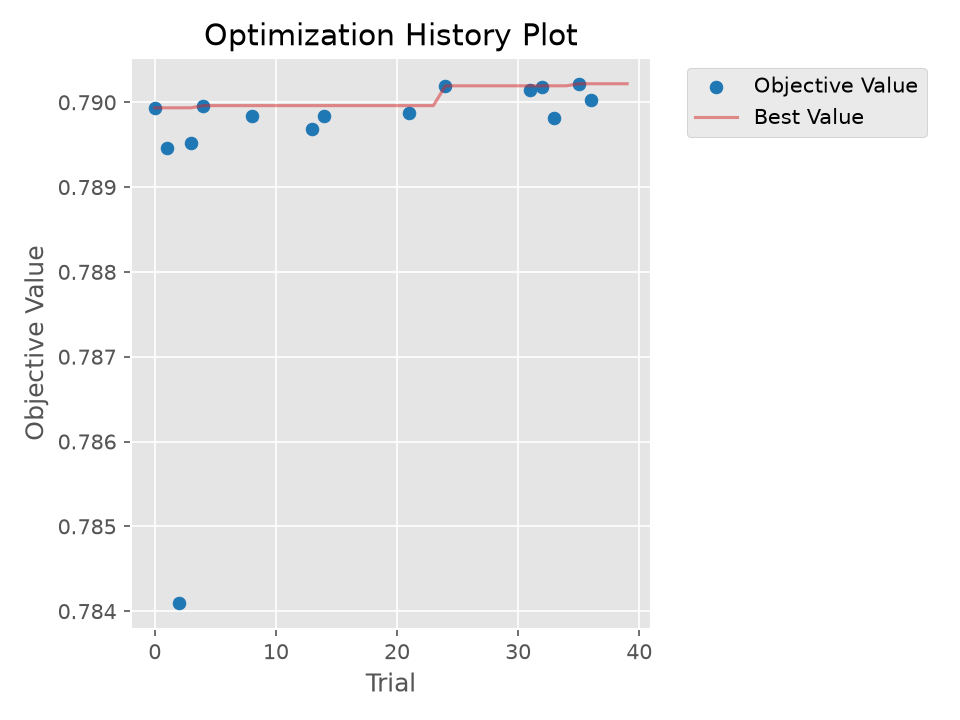 Optimization History Plot
Objective Value
Best Value
0.790
0.789
0.788
0.787
0.786
0.785
0.784
Objective Value
0
10
20
30
40
Trial